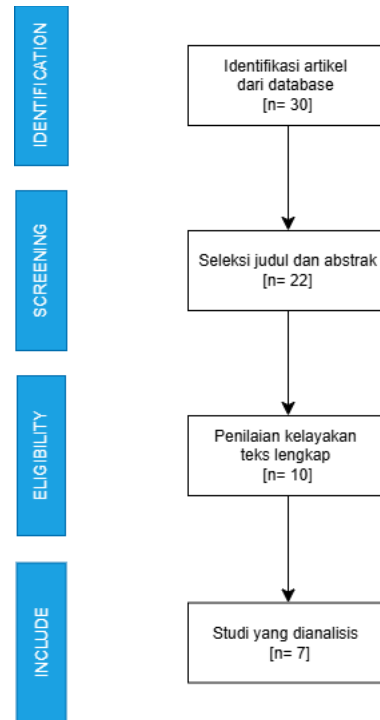 IDENTIFICATION
Identifikasi artikel
dari database
[n= 30]
SCREENING
Seleksi judul dan abstrak
[n= 22]
ELIGIBILITY
Penilaian kelayakan
teks lengkap
[n= 10]
INCLUDE
Studi yang dianalisis
[n= 7]